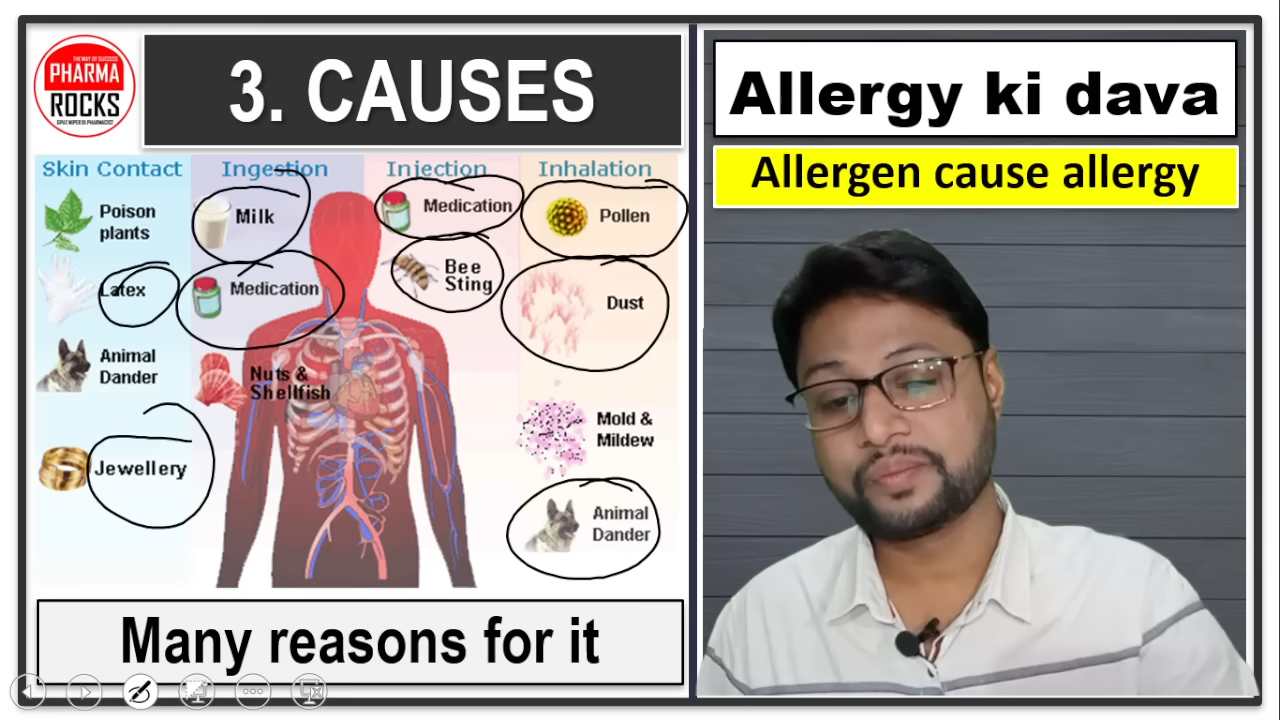 THE WAY OF SUCCESS
PHARMA
ROCKS
3. CAUSES
Skin Contact
Poison
plants
Latex
Animal
Dander
Jewellery
Ingestion
Milk
Medication
Nuts &
Shellfish
Injection
Medication
Bee
Sting
Inhalation
Pollen
Dust
Mold &
Mildew
Animal
Dander
Many reasons for it
Allergy ki dava
Allergen cause allergy